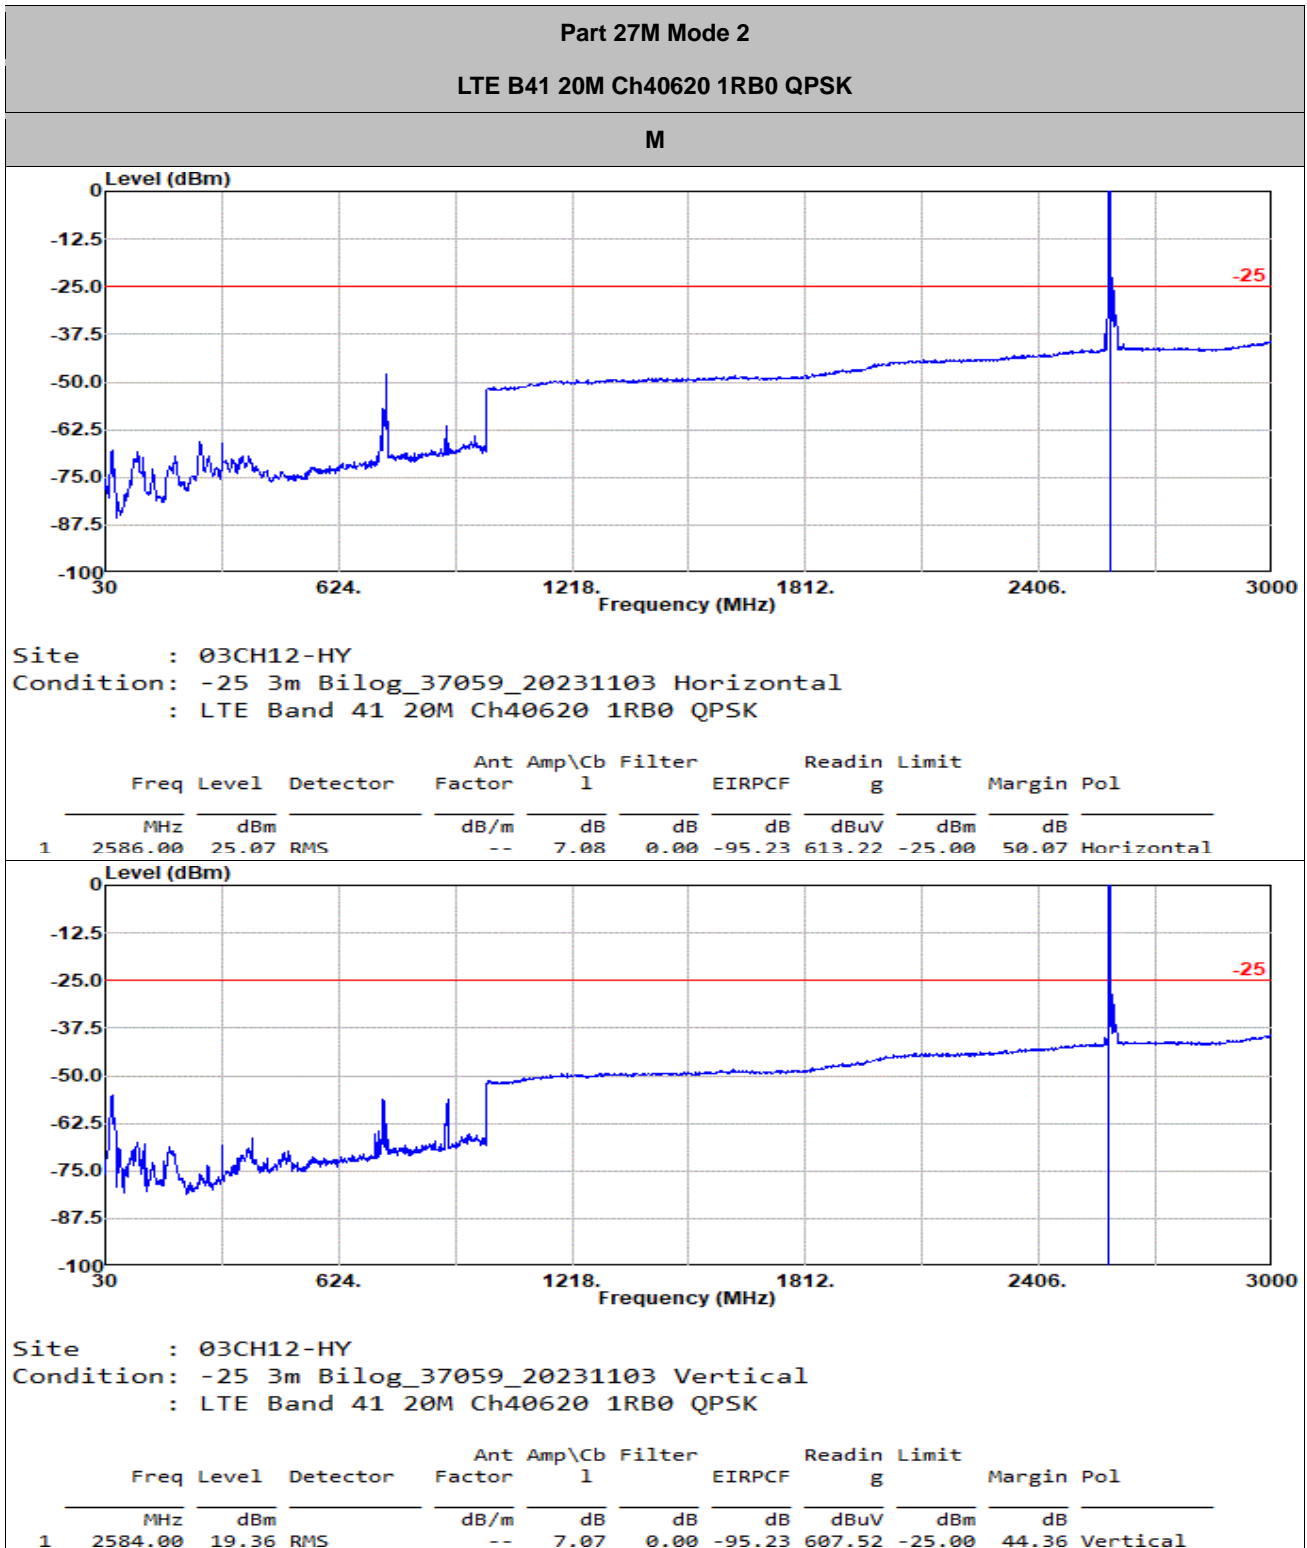 Part 27M Mode 2
LTE B41 20M Ch40620 1RB0 QPSK
M
Level (dBm)
0
-12.5
-25
-25.0
-37.5
-50.0
-62.5
-75.0
-87.5
-100
30 624. 1218. 1812. 2406. 3000
Frequency (MHz)
Site : 03CH12-HY
Condition: -25 3m Bilog_37059_20231103 Horizontal
: LTE Band 41 20M Ch40620 1RB0 QPSK
Ant Amp\Cb Filter Readin Limit
Freq Level Detector Factor l EIRPCF g Margin Pol
MHz dBm dB/m dB dB dB dBuV dBm dB
1 2586.00 25.07 RMS -- 7.08 0.00 -95.23 613.22 -25.00 50.07 Horizontal
Level (dBm)
0
-12.5
-25
-25.0
-37.5
-50.0
-62.5
-75.0
-87.5
-100
30 624. 1218. 1812. 2406. 3000
Frequency (MHz)
Site : 03CH12-HY
Condition: -25 3m Bilog_37059_20231103 Vertical
: LTE Band 41 20M Ch40620 1RB0 QPSK
Ant Amp\Cb Filter Readin Limit
Freq Level Detector Factor l EIRPCF g Margin Pol
MHz dBm dB/m dB dB dB dBuV dBm dB
1 2584.00 19.36 RMS -- 7.07 0.00 -95.23 607.52 -25.00 44.36 Vertical